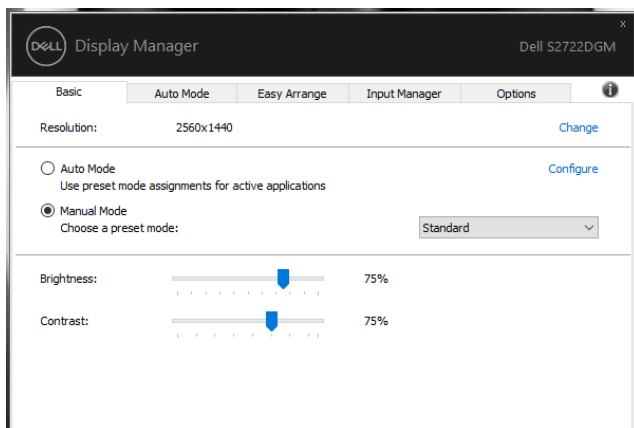 x
DELL Display Manager Dell S2722DGM
Basic Auto Mode Easy Arrange Input Manager Options i
Resolution: 2560x1440 Change
Auto Mode Configure
Use preset mode assignments for active applications
Manual Mode
Choose a preset mode: Standard
Brightness: 75%
Contrast: 75%